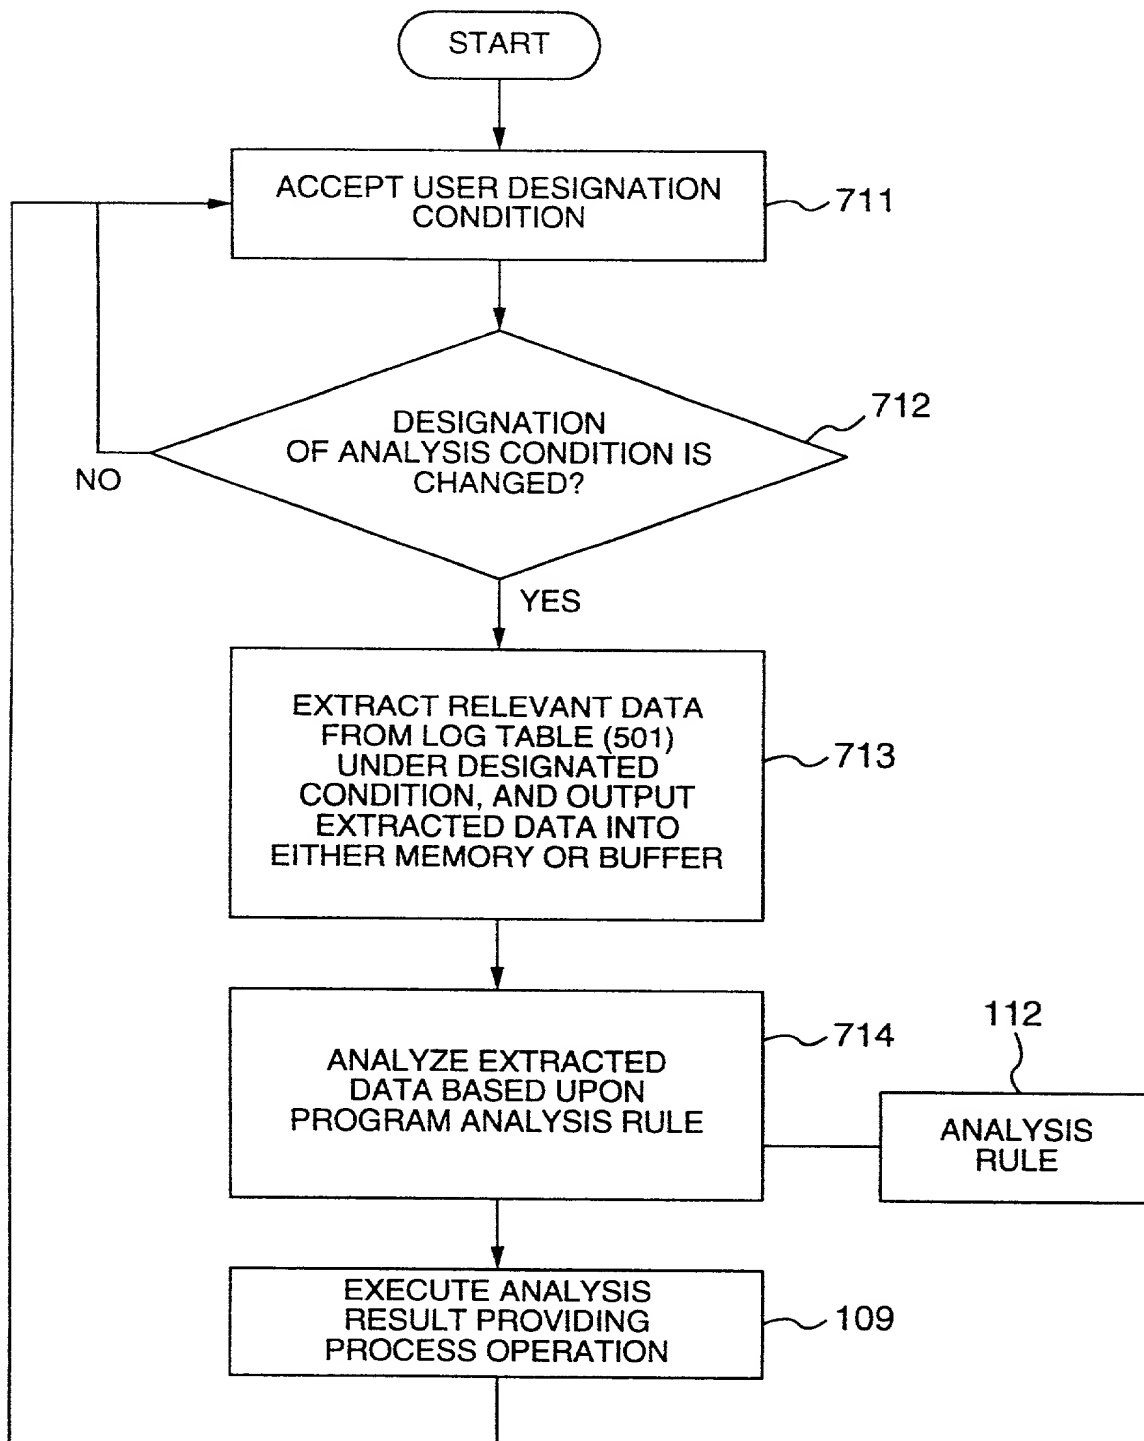 START
ACCEPT USER DESIGNATION
CONDITION
711
DESIGNATION
OF ANALYSIS CONDITION IS
CHANGED?
712
NO
YES
EXTRACT RELEVANT DATA
FROM LOG TABLE (501)
UNDER DESIGNATED
CONDITION, AND OUTPUT
EXTRACTED DATA INTO
EITHER MEMORY OR BUFFER
713
ANALYZE EXTRACTED
DATA BASED UPON
PROGRAM ANALYSIS RULE
714
112
ANALYSIS
RULE
EXECUTE ANALYSIS
RESULT PROVIDING
PROCESS OPERATION
109